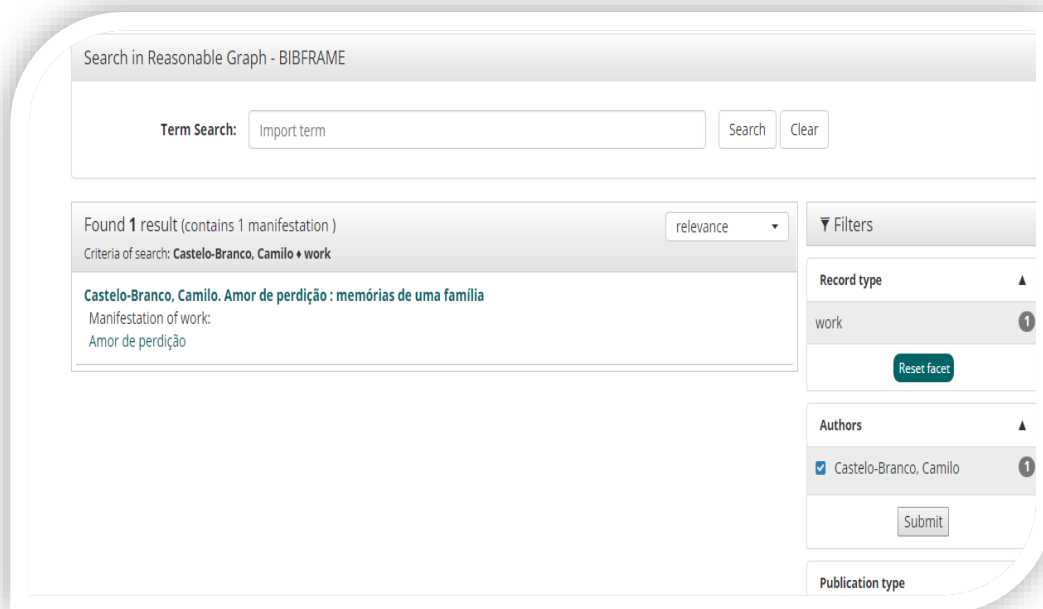 Search in Reasonable Graph - BIBFRAME
Term Search: Import term Search Clear
Found 1 result (contains 1 manifestation )
relevance
Criteria of search: Castelo-Branco, Camilo ♦ work
Castelo-Branco, Camilo. Amor de perdição : memórias de uma família
Manifestation of work:
Amor de perdição
Filters
Record type
work 1
Reset facet
Authors
Castelo-Branco, Camilo 1
Submit
Publication type